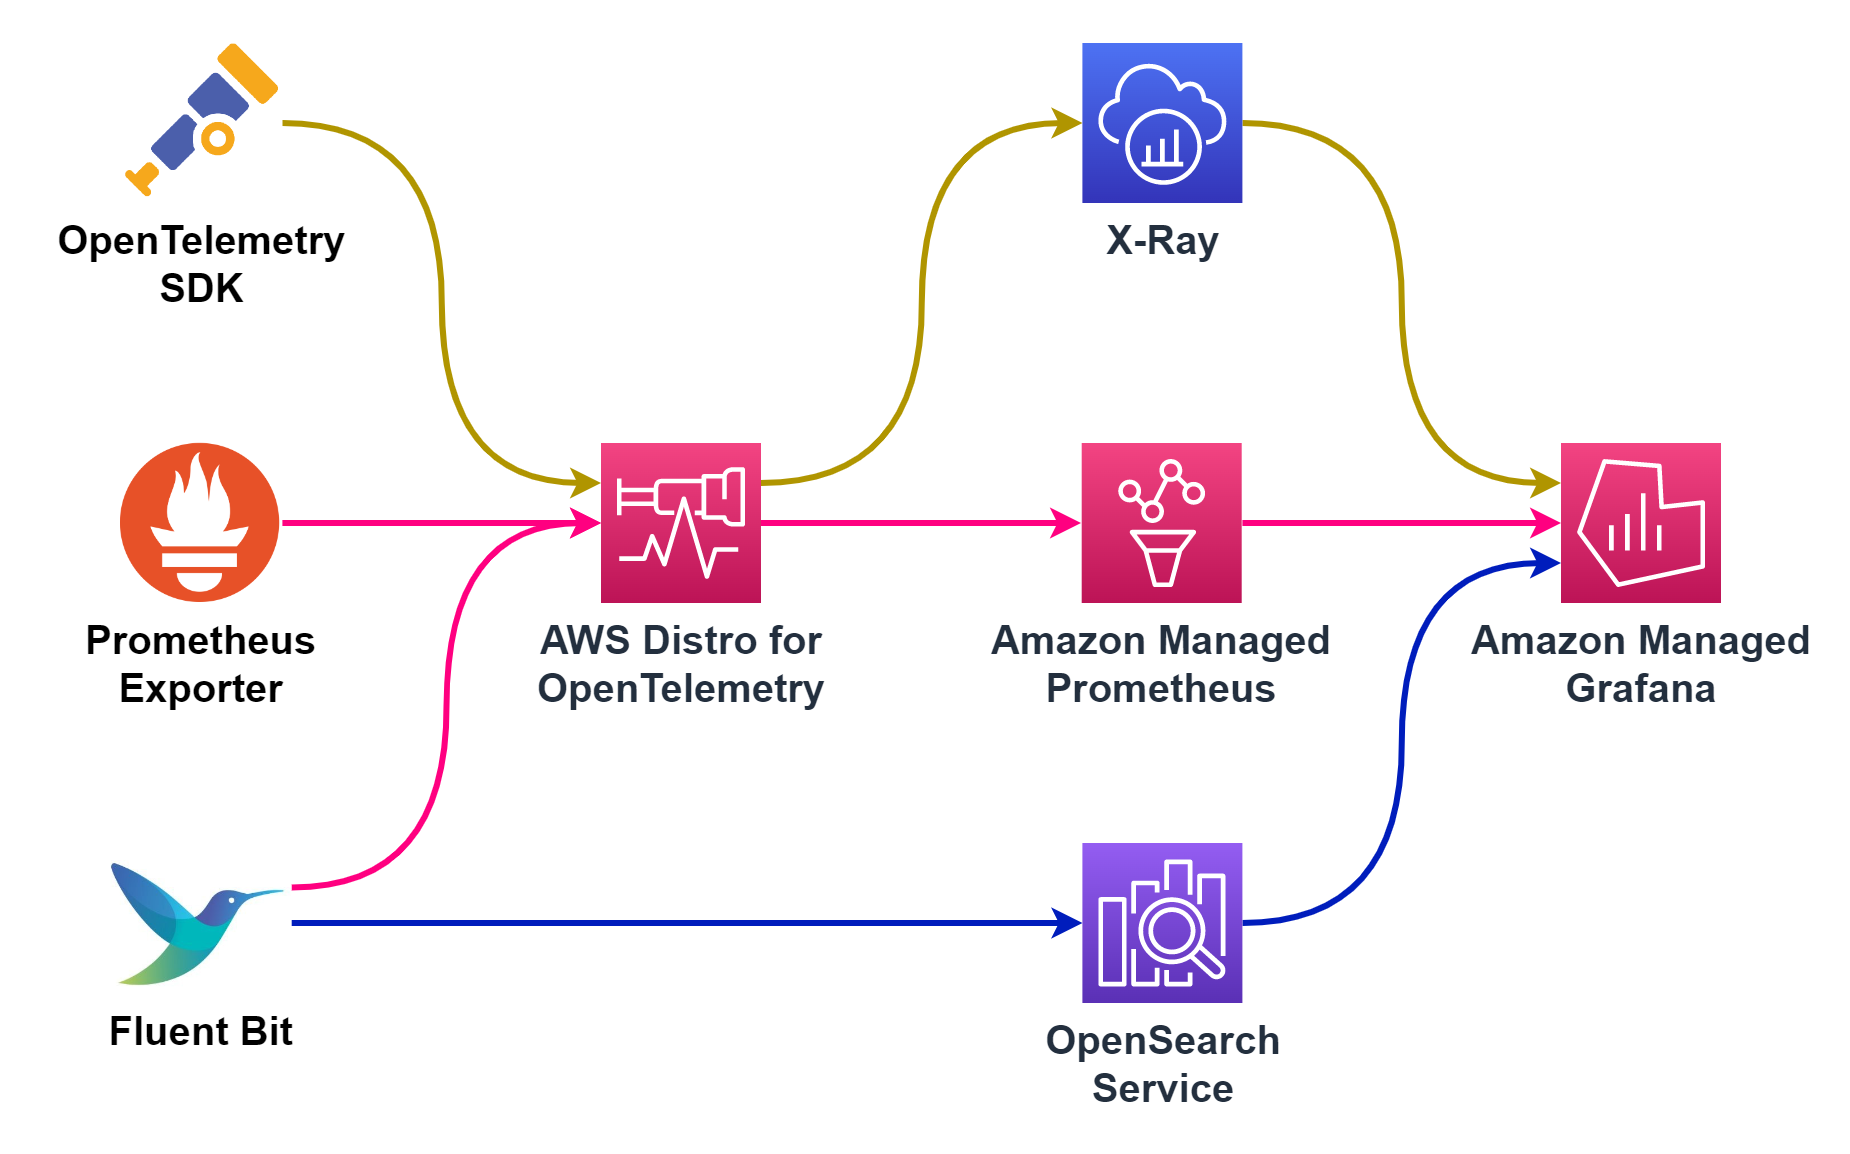 OpenTelemetry
SDK
X-Ray
Prometheus
Exporter
AWS Distro for
OpenTelemetry
Amazon Managed
Prometheus
Amazon Managed
Grafana
Fluent Bit
OpenSearch
Service